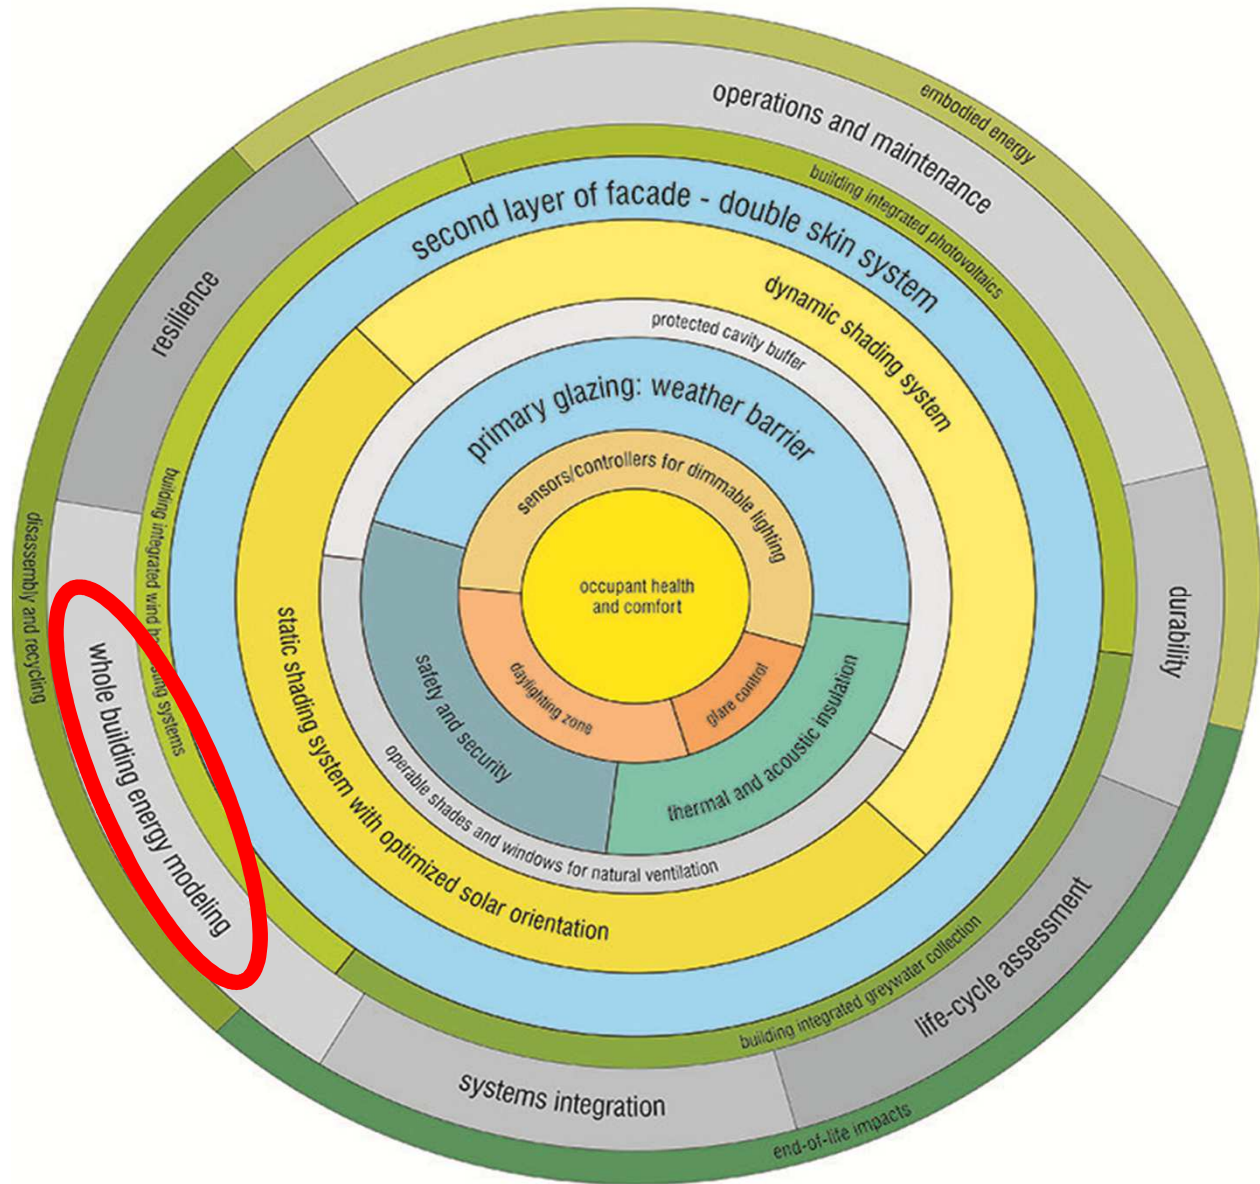 embodied energy
operations and maintenance
building integrated photovoltaics
second layer of facade - double skin system
dynamic shading system
resilience
protected cavity buffer
primary glazing: weather barrier
sensors/controllers for dimmable lighting
occupant health
and comfort
building integrated wind systems
disassembly and recycling
whole building energy modeling
static shading system with optimized solar orientation
safety and security
daylighting zone
glare control
thermal and acoustic insulation
operable shades and windows for natural ventilation
durability
life-cycle assessment
building integrated greywater collection
systems integration
end-of-life impacts